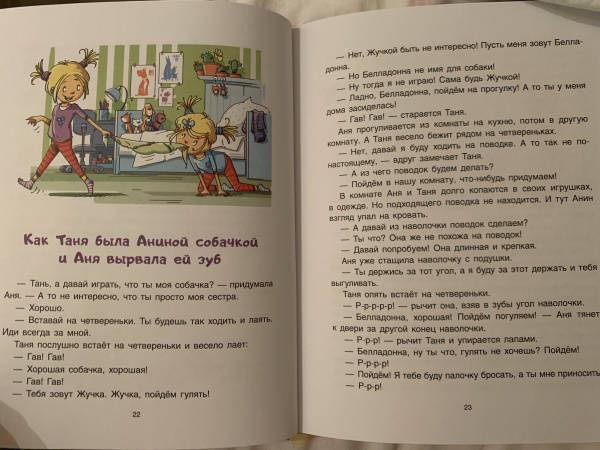 Как Таня была Аниной собачкой
и Аня вырвала ей зуб
— Тань, а давай играть, что ты моя собачка? — придумала
Аня. — А то не интересно, что ты просто моя сестра.
— Хорошо.
— Вставай на четвереньки. Ты будешь так ходить и лаять.
Иди всегда за мной.
Таня послушно встаёт на четвереньки и весело лает:
— Гав! Гав!
— Хорошая собачка, хорошая!
— Гав! Гав!
— Тебя зовут Жучка. Жучка, пойдём гулять!
22
— Нет, Жучкой быть не интересно! Пусть меня зовут Белла-
донна.
— Но Белладонна не имя для собаки!
— Ну тогда я не играю! Сама будь Жучкой!
— Ладно, Белладонна, пойдём на прогулку! А то ты у меня
дома засиделась!
— Гав! Гав! — старается Таня.
Аня прогуливается из комнаты на кухню, потом в другую
комнату. А Таня весело бежит рядом на четвереньках.
— Нет, давай я буду ходить на поводке. А то так не по-
настоящему, — вдруг замечает Таня.
— А из чего поводок будем делать?
— Пойдём в нашу комнату, что-нибудь придумаем!
В комнате Аня и Таня долго копаются в своих игрушках,
в одежде. Но подходящего поводка не находится. И тут Анин
взгляд упал на кровать.
— А давай из наволочки поводок сделаем?
— Ты что? Она же не похожа на поводок!
— Давай попробуем! Она длинная и крепкая.
Аня уже стащила наволочку с подушки.
— Ты держись за тот угол, а я буду за этот держать и тебя
выгуливать.
Таня опять встаёт на четвереньки.
— Р-р-р-р-р! — рычит она, взяв в зубы угол наволочки.
— Белладонна, хорошая! Пойдём погуляем! — Аня тянет
к двери за другой конец наволочки.
— Р-р-р! — рычит Таня и упирается лапами.
— Белладонна, ну ты что, гулять не хочешь? Пойдём!
— Р-р-р-р!
— Пойдём! Я тебе буду палочку бросать, а ты мне приносить
— Р-р-р!
23